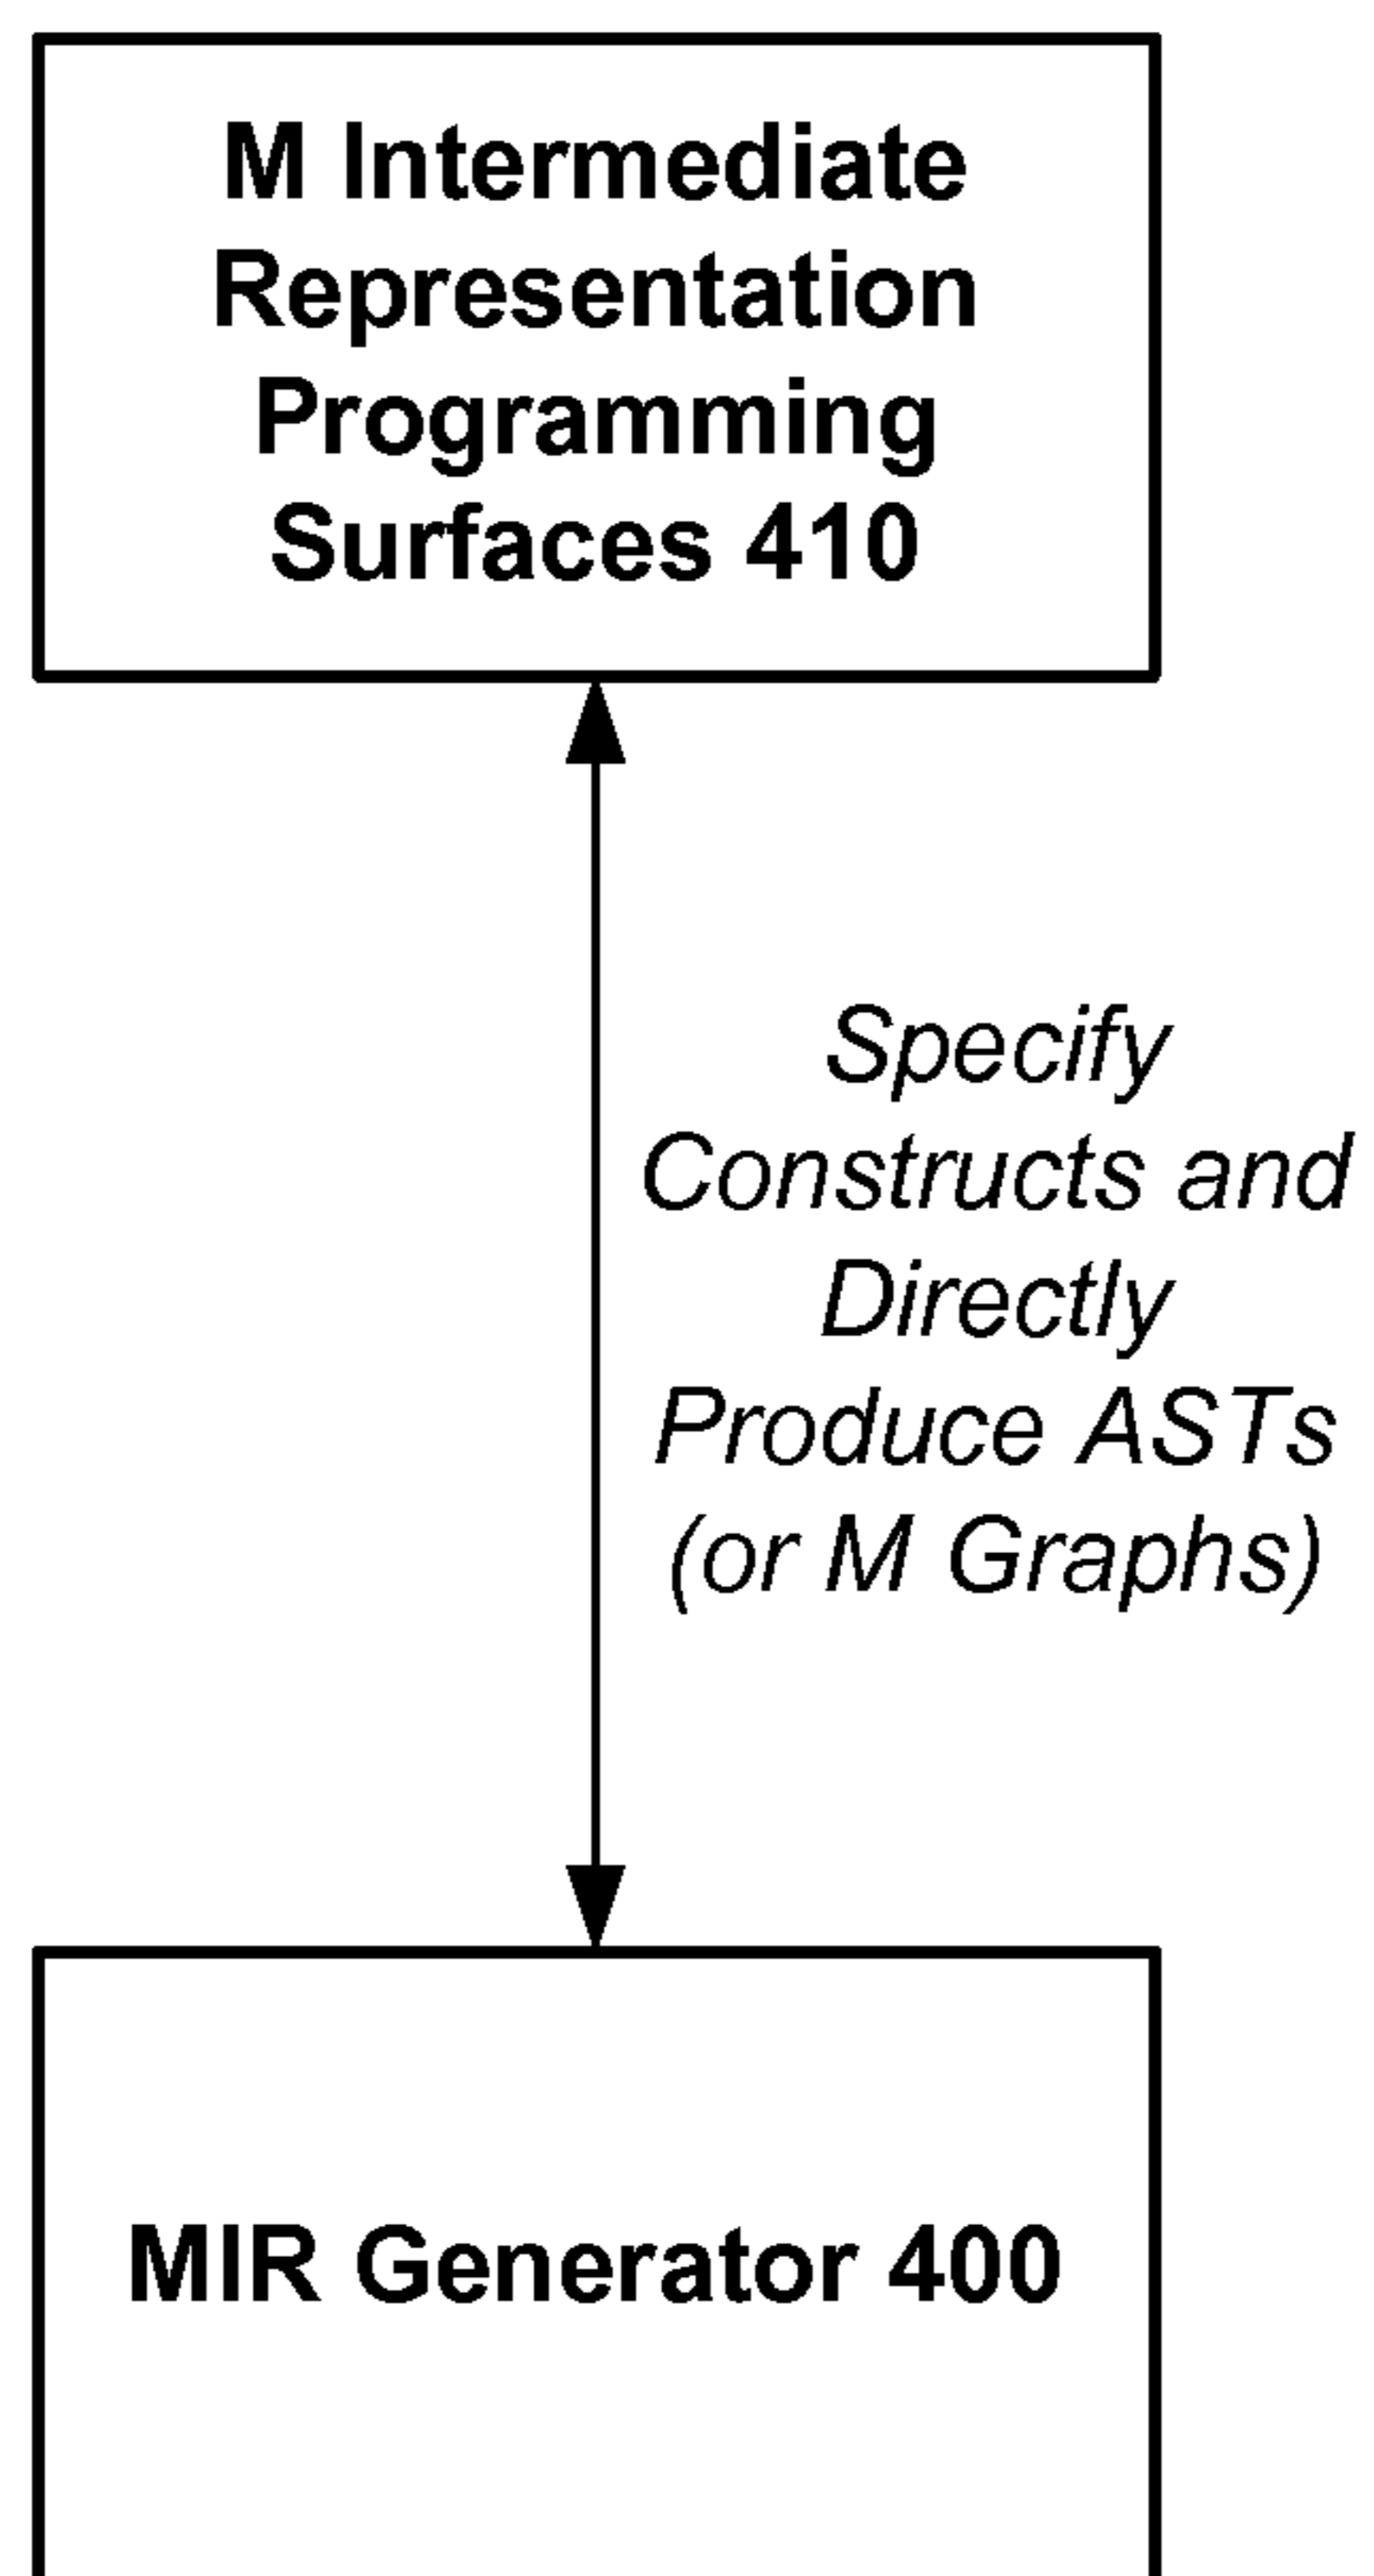 M Intermediate
Representation
Programming
Surfaces 410
Specify
Constructs and
Directly
Produce ASTs
(or M Graphs)
MIR Generator 400